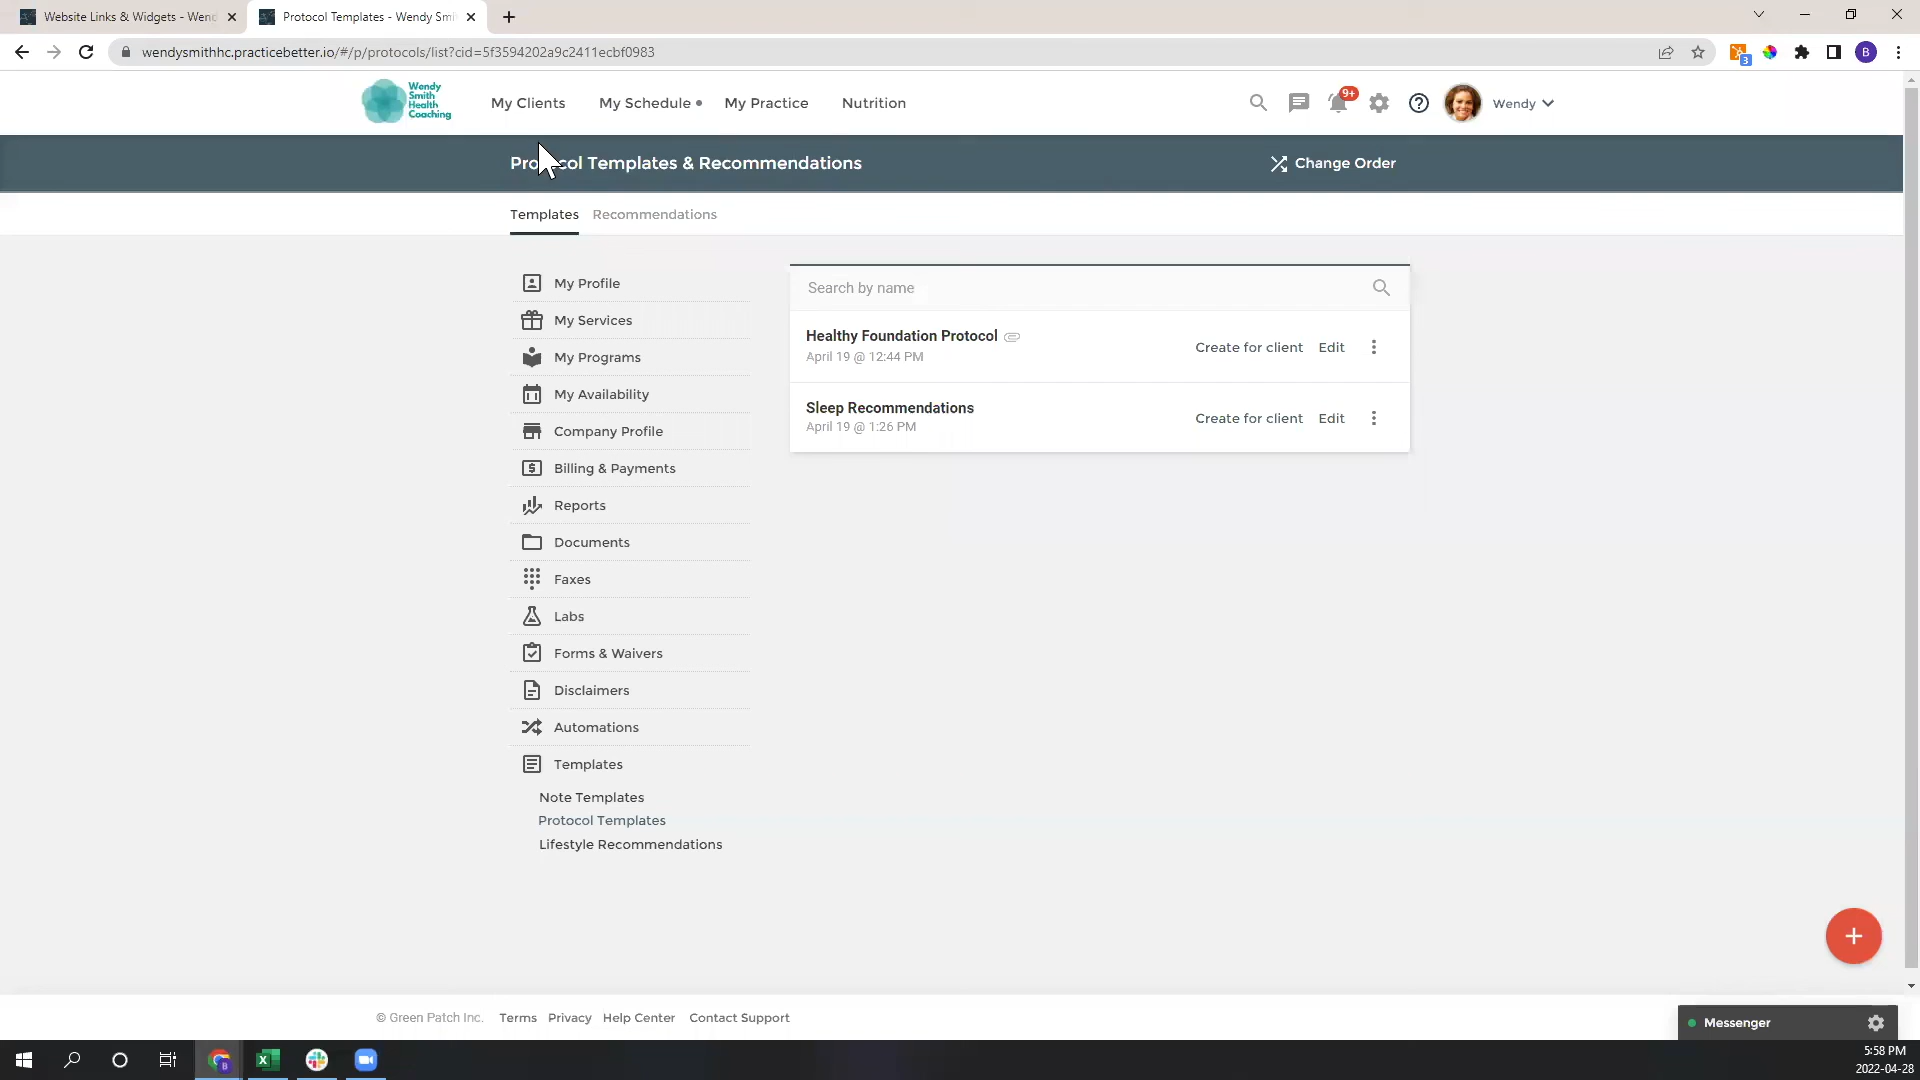 Website Links & Widgets - Wend
Protocol Templates - Wendy Smi
wendysmithhc.practicebetter.io/#/p/protocols/list?cid=5f3594202a9c2411ecbf0983
3
B
Wendy
Smith
Health
Coaching
My Clients
My Schedule
My Practice
Nutrition
9+
Wendy
Protocol Templates & Recommendations
Change Order
Templates
Recommendations
My Profile
My Services
My Programs
My Availability
Company Profile
Billing & Payments
Reports
Documents
Faxes
Labs
Forms & Waivers
Disclaimers
Automations
Templates
Note Templates
Protocol Templates
Lifestyle Recommendations
Search by name
Healthy Foundation Protocol
April 19 @ 12:44 PM
Create for client Edit
Sleep Recommendations
April 19 @ 1:26 PM
Create for client Edit
© Green Patch Inc. Terms Privacy Help Center Contact Support
Messenger
5:58 PM
2022-04-28